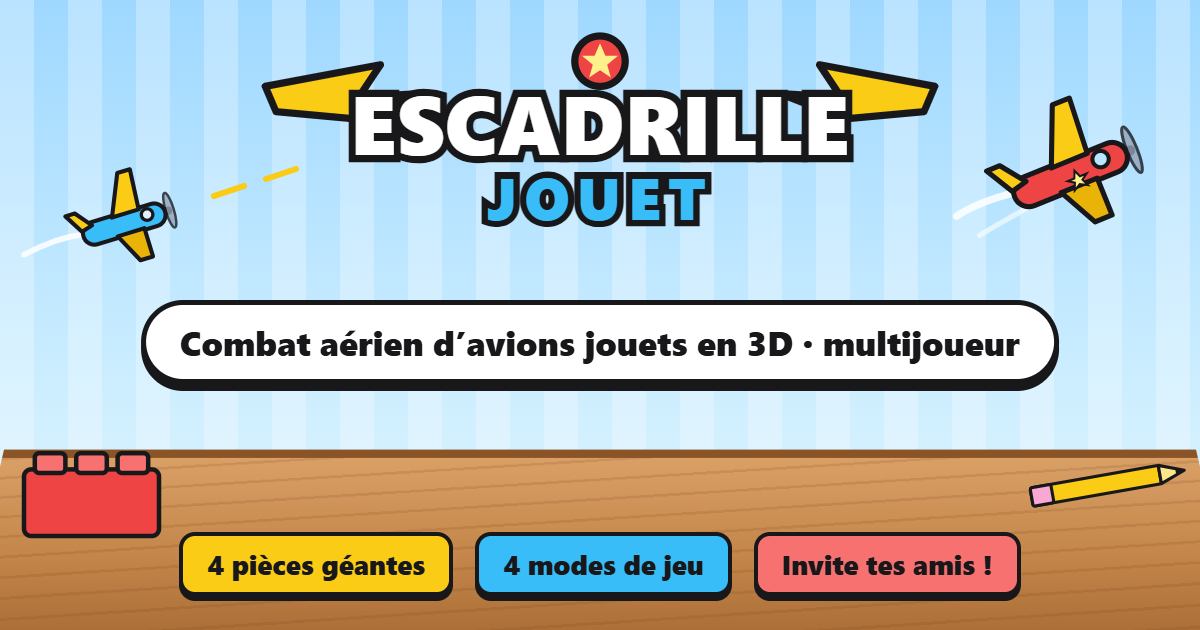 ESCADRILLE
JOUET
Combat aérien d’avions jouets en 3D · multijoueur
4 pièces géantes
4 modes de jeu
Invite tes amis !